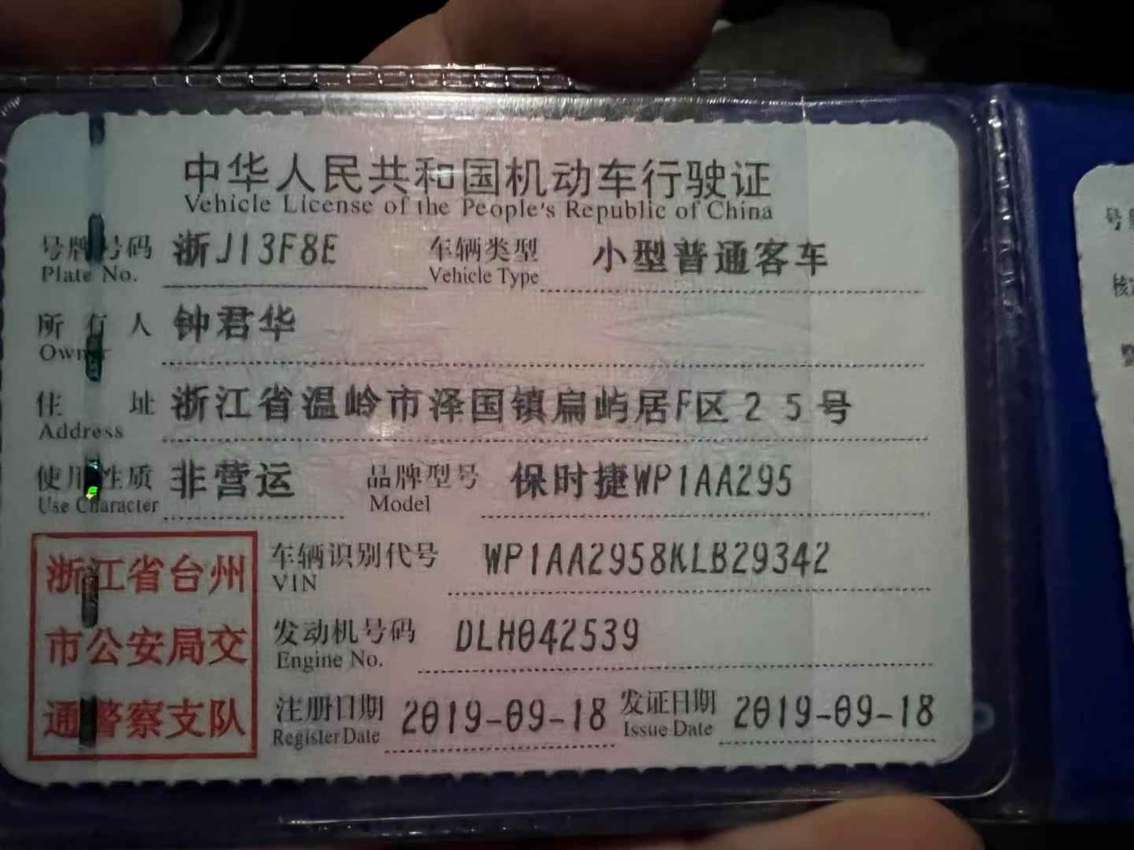 中华人民共和国机动车行驶证
Vehicle License of the People's Republic of China
号牌号码 浙J13F8E 车辆类型 小型普通客车
Plate No. Vehicle Type
所有人 钟君华
Owner
住址 浙江省温岭市泽国镇扁屿居F区25号
Address
使用性质 非营运 品牌型号 保时捷WP1AA295
Use Character Model
浙江省台州
市公安局交
通警察支队
车辆识别代号 WP1AA2958KLB29342
VIN
发动机号码 DLH042539
Engine No.
注册日期 2019-09-18 发证日期 2019-09-18
Register Date Issue Date
号
核